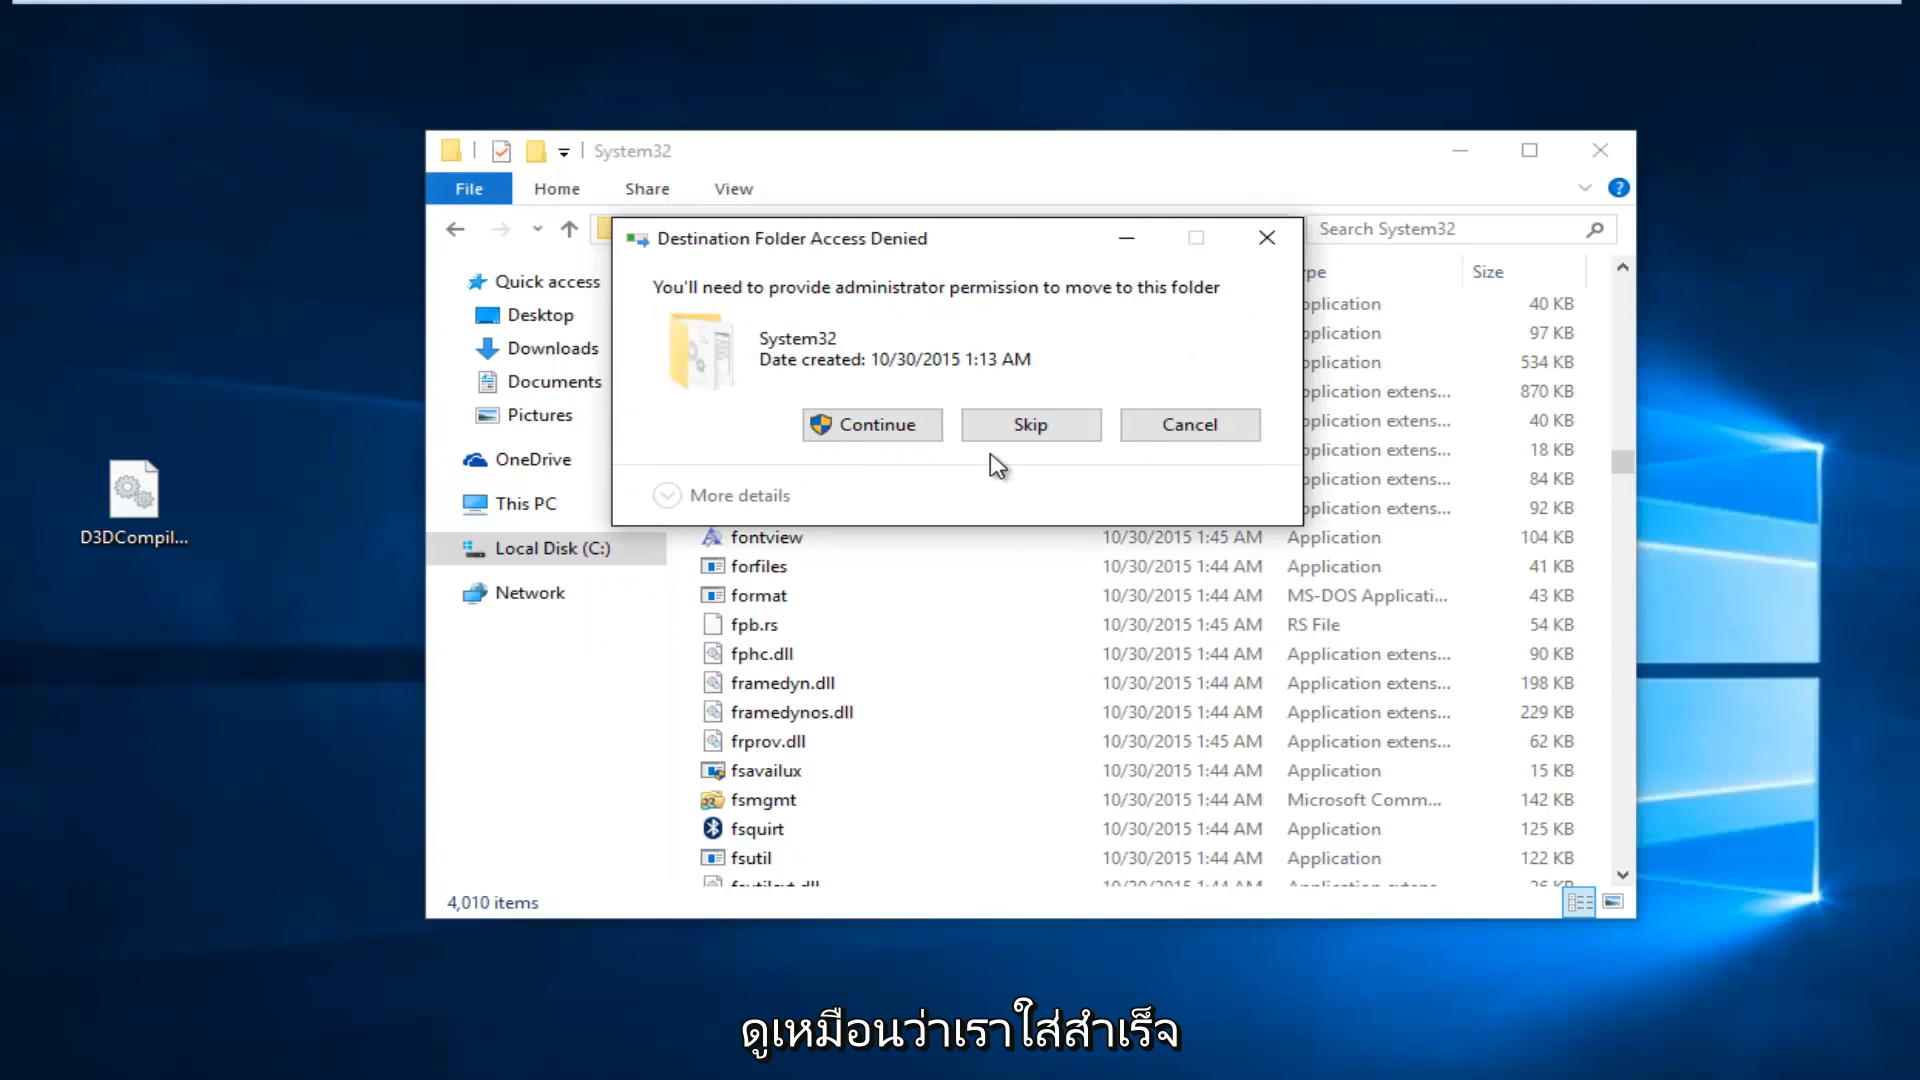 System32
File Home Share View
Search System32
Destination Folder Access Denied
You'll need to provide administrator permission to move to this folder
System32
Date created: 10/30/2015 1:13 AM
Continue Skip Cancel
More details
Quick access
Desktop
Downloads
Documents
Pictures
OneDrive
This PC
Local Disk (C:)
Network
D3DCompil...
Size
40 KB
97 KB
534 KB
extens... 870 KB
extens... 40 KB
extens... 18 KB
extens... 84 KB
extens... 92 KB
fontview 10/30/2015 1:45 AM Application 104 KB
forfiles 10/30/2015 1:44 AM Application 41 KB
format 10/30/2015 1:44 AM MS-DOS Applicati... 43 KB
fpb.rs 10/30/2015 1:45 AM RS File 54 KB
fphc.dll 10/30/2015 1:44 AM Application extens... 90 KB
framedyn.dll 10/30/2015 1:44 AM Application extens... 198 KB
framedynos.dll 10/30/2015 1:44 AM Application extens... 229 KB
frprov.dll 10/30/2015 1:45 AM Application extens... 62 KB
fsavailux 10/30/2015 1:44 AM Application 15 KB
fsmgmt 10/30/2015 1:44 AM Microsoft Comm... 142 KB
fsquirt 10/30/2015 1:44 AM Application 125 KB
fsutil 10/30/2015 1:44 AM Application 122 KB
4,010 items
ดูเหมือนว่าเราใส่สำเร็จ